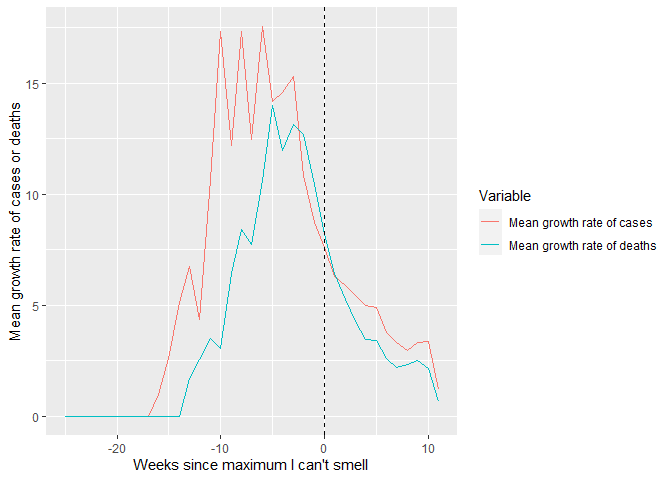 15
10
5
0
-20
-10
0
10
Mean growth rate of cases or deaths
Weeks since maximum I can't smell
Variable
Mean growth rate of cases
Mean growth rate of deaths